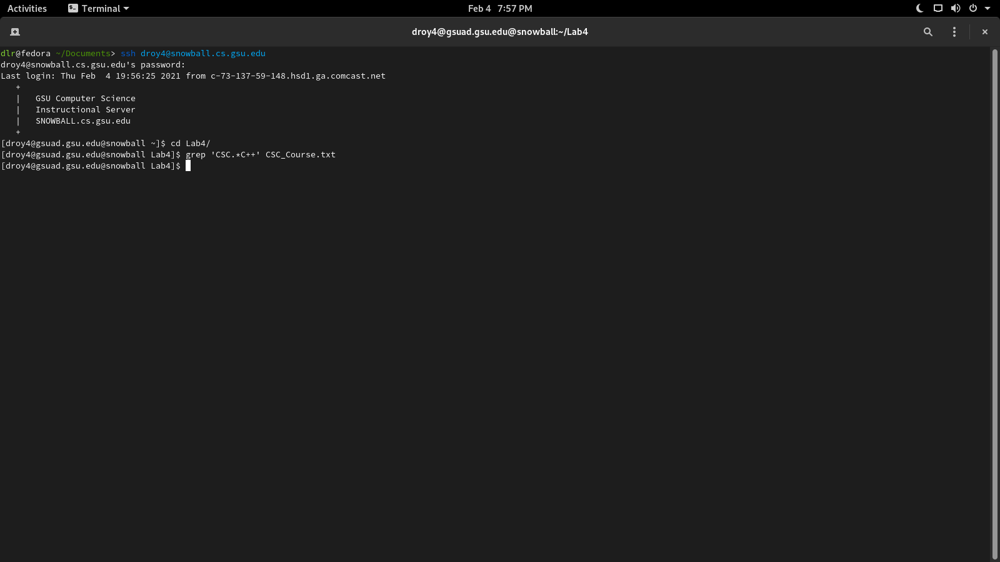 Activities Terminal Feb 4 7:57 PM
droy4@gsuad.gsu.edu@snowball:~/Lab4
dlr@fedora ~/Documents> ssh droy4@snowball.cs.gsu.edu
droy4@snowball.cs.gsu.edu's password:
Last login: Thu Feb  4 19:56:25 2021 from c-73-137-59-148.hsd1.ga.comcast.net
   +
   |   GSU Computer Science
   |   Instructional Server
   |   SNOWBALL.cs.gsu.edu
   +
[droy4@gsuad.gsu.edu@snowball ~]$ cd Lab4/
[droy4@gsuad.gsu.edu@snowball Lab4]$ grep 'CSC.*C++' CSC_Course.txt
[droy4@gsuad.gsu.edu@snowball Lab4]$